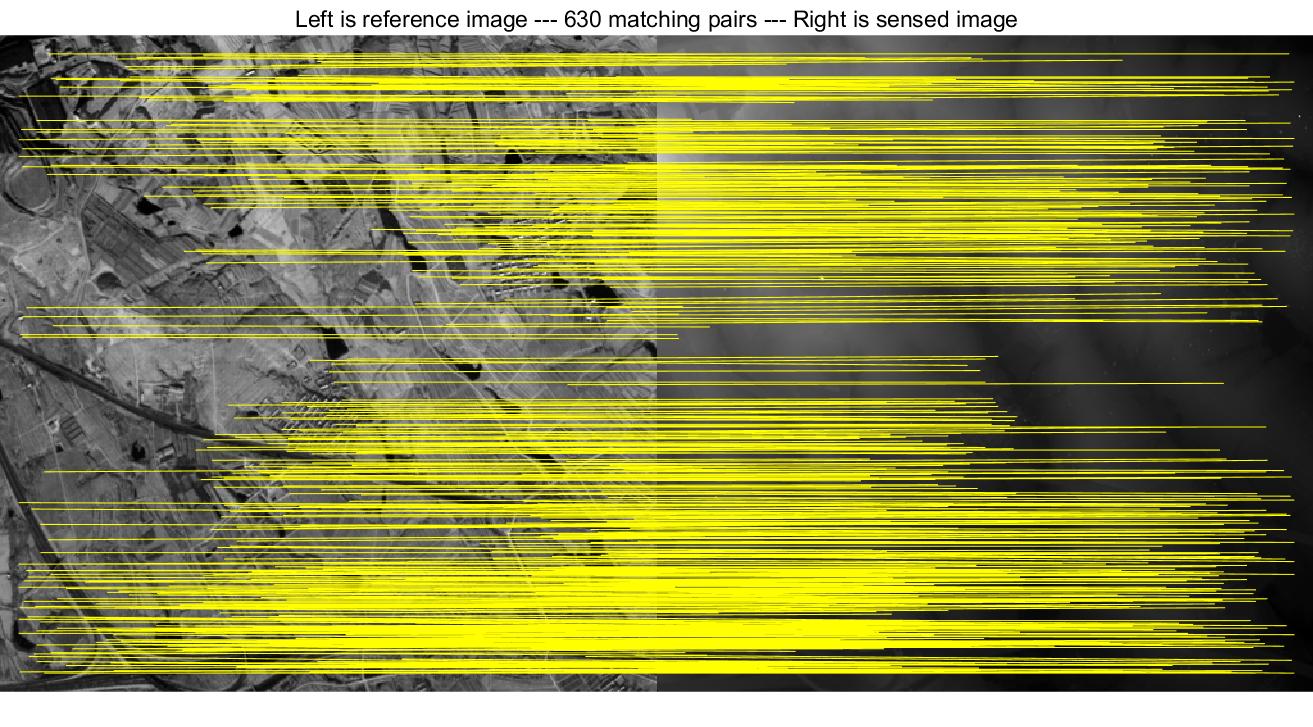 Left is reference image --- 630 matching pairs --- Right is sensed image